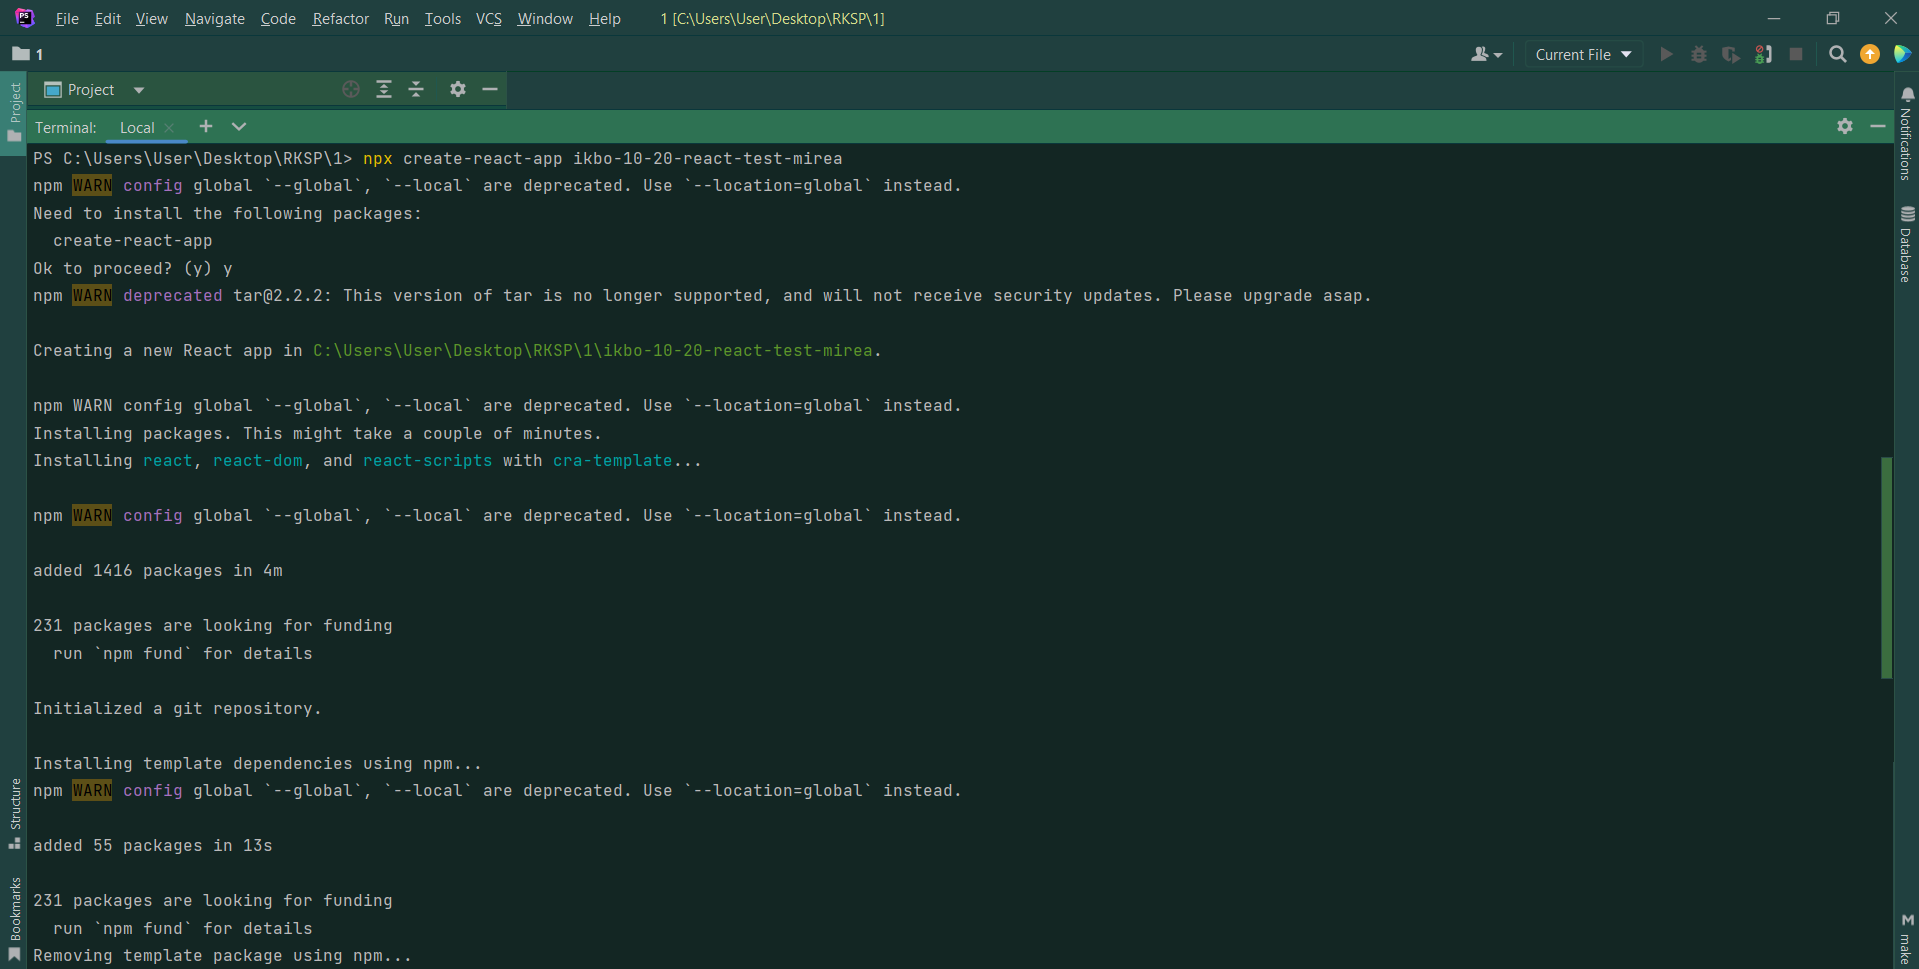 PS File Edit View Navigate Code Refactor Run Tools VCS Window Help 1 [C:\Users\User\Desktop\RKSP\1]
1 Current File
Project
Project
Terminal: Local
PS C:\Users\User\Desktop\RKSP\1> npx create-react-app ikbo-10-20-react-test-mirea
npm WARN config global `--global`, `--local` are deprecated. Use `--location=global` instead.
Need to install the following packages:
create-react-app
Ok to proceed? (y) y
npm WARN deprecated tar@2.2.2: This version of tar is no longer supported, and will not receive security updates. Please upgrade asap.
Creating a new React app in C:\Users\User\Desktop\RKSP\1\ikbo-10-20-react-test-mirea.
npm WARN config global `--global`, `--local` are deprecated. Use `--location=global` instead.
Installing packages. This might take a couple of minutes.
Installing react, react-dom, and react-scripts with cra-template...
npm WARN config global `--global`, `--local` are deprecated. Use `--location=global` instead.
added 1416 packages in 4m
231 packages are looking for funding
run `npm fund` for details
Initialized a git repository.
Installing template dependencies using npm...
npm WARN config global `--global`, `--local` are deprecated. Use `--location=global` instead.
added 55 packages in 13s
231 packages are looking for funding
run `npm fund` for details
Removing template package using npm...
Structure
Bookmarks
Notifications
Database
M make